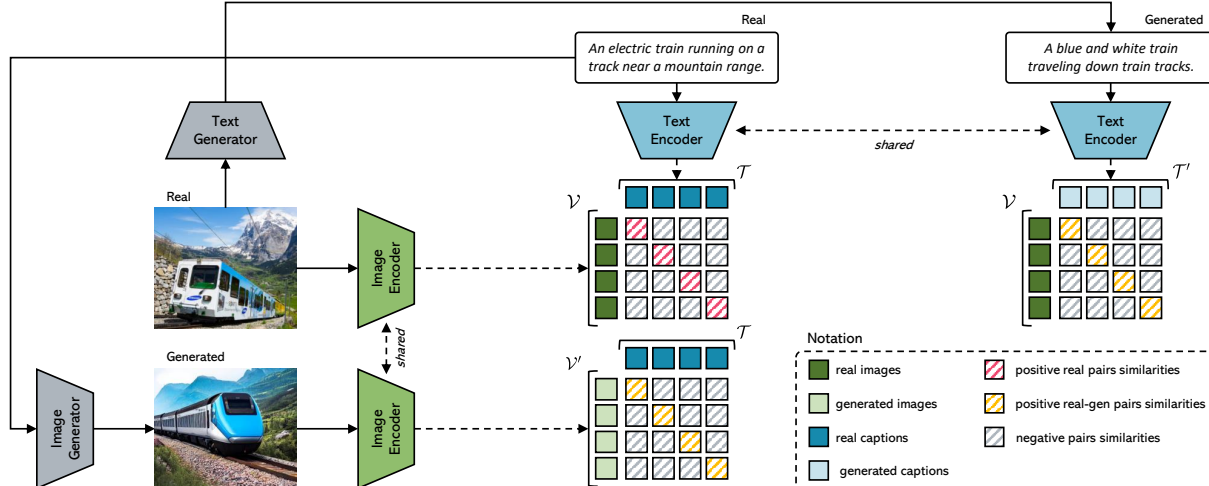 Real
Generated
An electric train running on a
track near a mountain range.
A blue and white train
traveling down train tracks.
Text
Generator
Text
Encoder
shared
Text
Encoder
𝒯
𝒯′
Real
𝒱
𝒱
Image
Encoder
shared
𝒯
Generated
𝒱′
Image
Generator
Image
Encoder
Notation
real images
positive real pairs similarities
generated images
positive real-gen pairs similarities
real captions
negative pairs similarities
generated captions